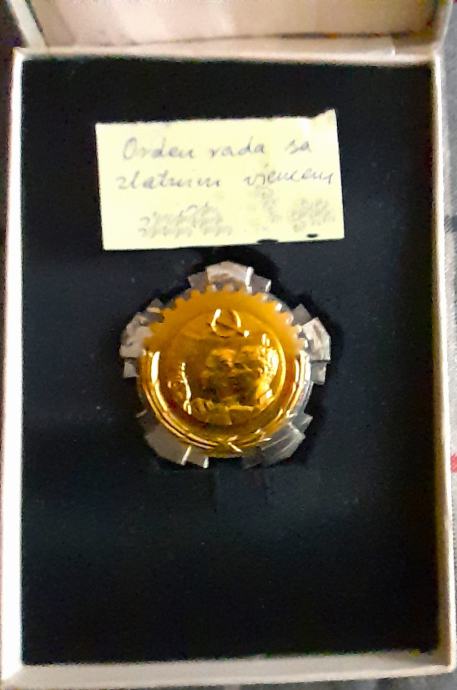 Orden rada sa
zlatnim vijencem